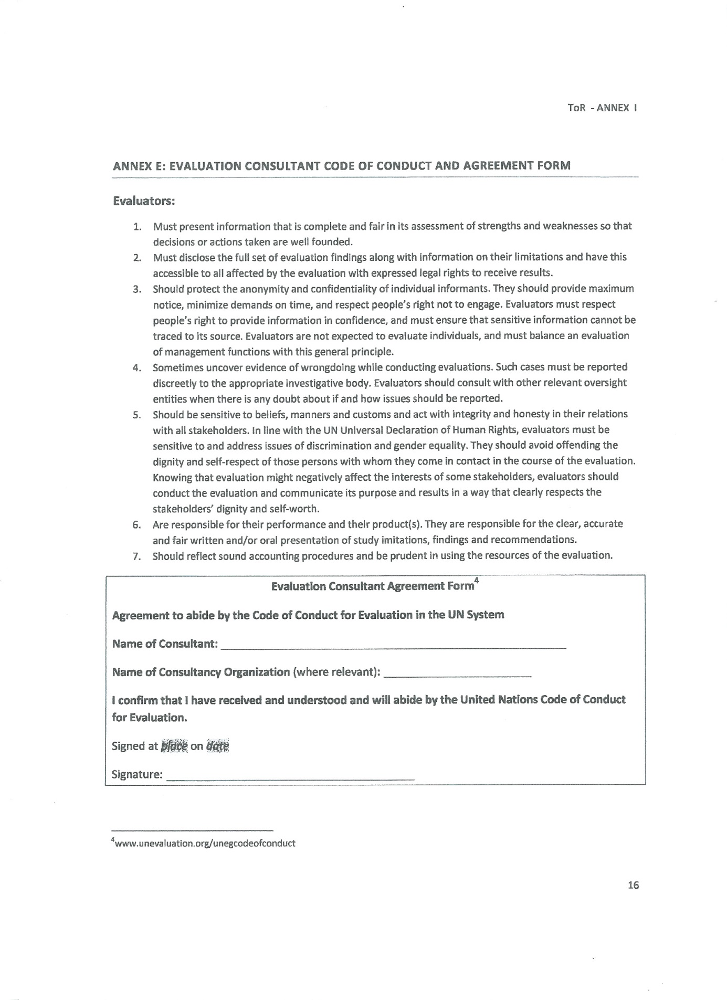 ToR - ANNEX I
ANNEX E: EVALUATION CONSULTANT CODE OF CONDUCT AND AGREEMENT FORM
Evaluators:
1. Must present information that is complete and fair in its assessment of strengths and weaknesses so that
decisions or actions taken are well founded.
2. Must disclose the full set of evaluation findings along with information on their limitations and have this
accessible to all affected by the evaluation with expressed legal rights to receive results.
3. Should protect the anonymity and confidentiality of individual informants. They should provide maximum
notice, minimize demands on time, and respect people's right not to engage. Evaluators must respect
people's right to provide information in confidence, and must ensure that sensitive information cannot be
traced to its source. Evaluators are not expected to evaluate individuals, and must balance an evaluation
of management functions with this general principle.
4. Sometimes uncover evidence of wrongdoing while conducting evaluations. Such cases must be reported
discreetly to the appropriate investigative body. Evaluators should consult with other relevant oversight
entities when there is any doubt about if and how issues should be reported.
5. Should be sensitive to beliefs, manners and customs and act with integrity and honesty in their relations
with all stakeholders. In line with the UN Universal Declaration of Human Rights, evaluators must be
sensitive to and address issues of discrimination and gender equality. They should avoid offending the
dignity and self-respect of those persons with whom they come in contact in the course of the evaluation.
Knowing that evaluation might negatively affect the interests of some stakeholders, evaluators should
conduct the evaluation and communicate its purpose and results in a way that clearly respects the
stakeholders' dignity and self-worth.
6. Are responsible for their performance and their product(s). They are responsible for the clear, accurate
and fair written and/or oral presentation of study imitations, findings and recommendations.
7. Should reflect sound accounting procedures and be prudent in using the resources of the evaluation.
Evaluation Consultant Agreement Form4
Agreement to abide by the Code of Conduct for Evaluation in the UN System
Name of Consultant:
Name of Consultancy Organization (where relevant):
I confirm that I have received and understood and will abide by the United Nations Code of Conduct
for Evaluation.
Signed at place on date
Signature:
4www.unevaluation.org/unegcodeofconduct
16